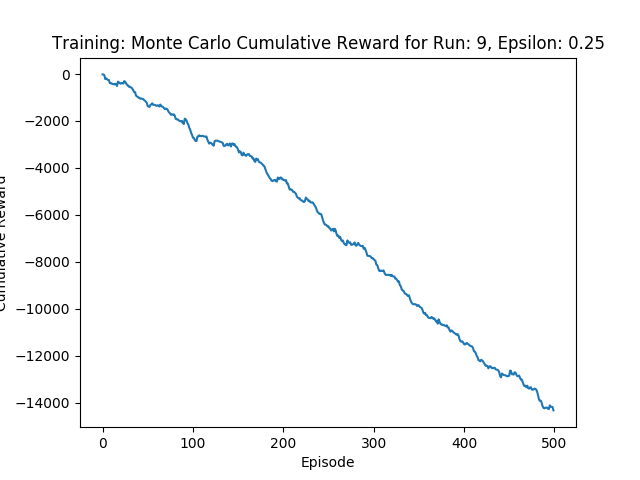 Training: Monte Carlo Cumulative Reward for Run: 9, Epsilon: 0.25
0
−2000
−4000
−6000
−8000
−10000
−12000
−14000
Cumulative Reward
0 100 200 300 400 500
Episode